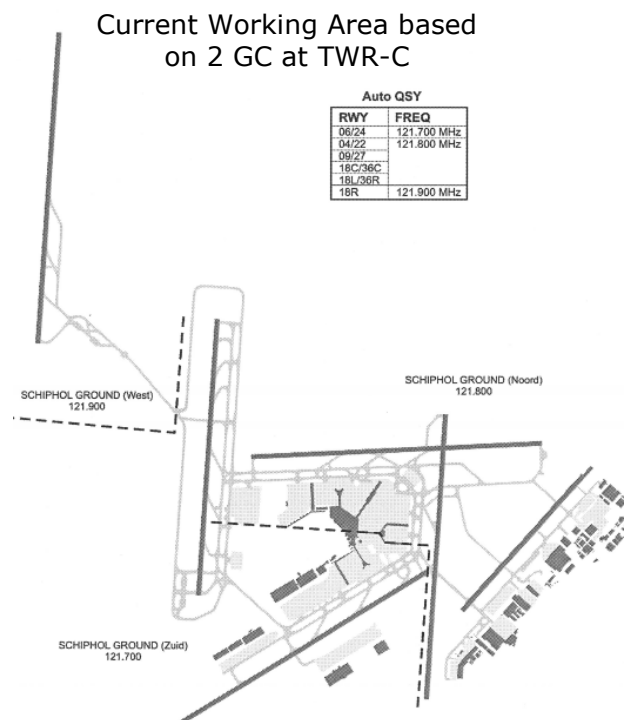 Current Working Area based
on 2 GC at TWR-C
Auto QSY
RWY FREQ
06/24 121.700 MHz
04/22 121.800 MHz
09/27
18C/36C
18L/36R
18R 121.900 MHz
SCHIPHOL GROUND (West)
121.900
SCHIPHOL GROUND (Noord)
121.800
SCHIPHOL GROUND (Zuid)
121.700